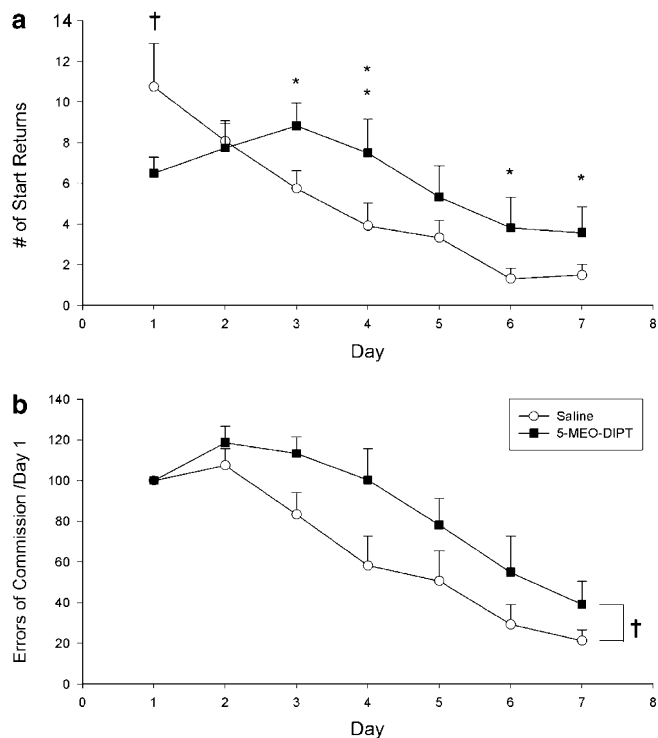 a
14
12
10
8
6
4
2
0
# of Start Returns
†
*
*
*
*
*
0 1 2 3 4 5 6 7 8
Day
b
140
120
100
80
60
40
20
0
Errors of Commission /Day 1
Saline
5-MEO-DIPT
†
0 1 2 3 4 5 6 7 8
Day